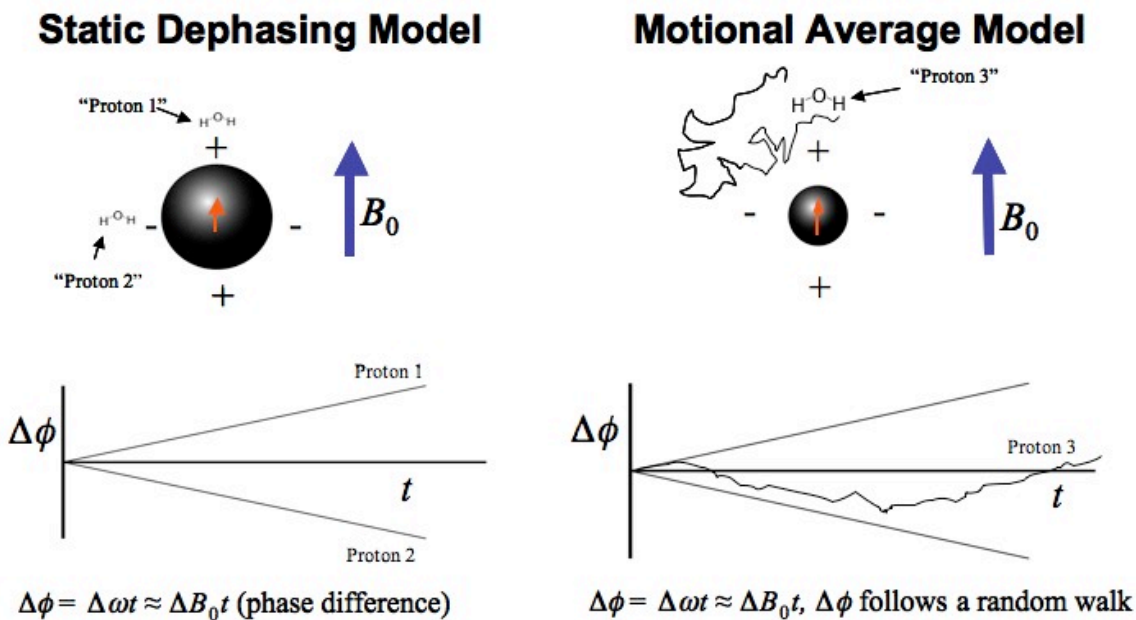 Static Dephasing Model
"Proton 1"
H O H
+
H O H
- -
B₀
"Proton 2"
+
Δϕ
Proton 1
t
Proton 2
Δϕ = Δωt ≈ ΔB₀t (phase difference)
Motional Average Model
"Proton 3"
H O H
+
- -
B₀
+
Δϕ
Proton 3
t
Δϕ = Δωt ≈ ΔB₀t, Δϕ follows a random walk